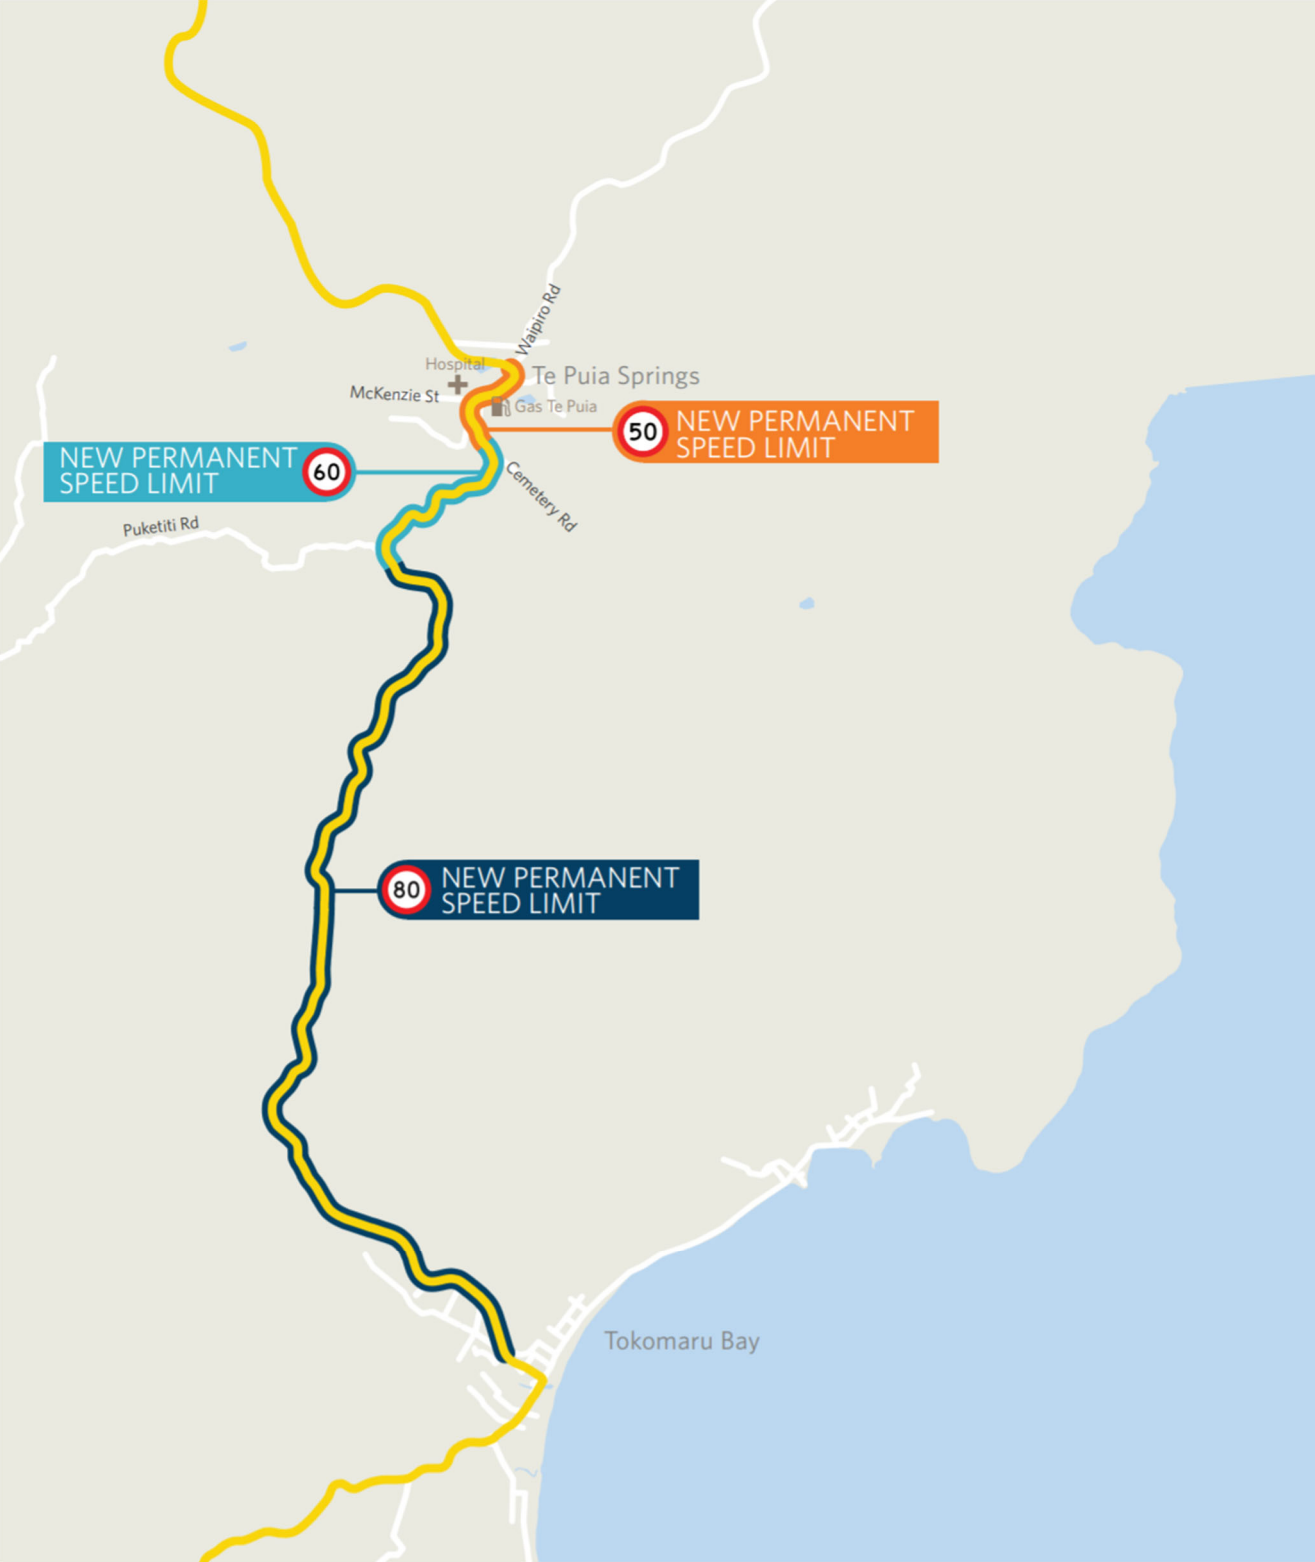 Waipiro Rd
Hospital
Te Puia Springs
McKenzie St
Gas Te Puia
50
NEW PERMANENT
SPEED LIMIT
NEW PERMANENT
SPEED LIMIT
60
Cemetery Rd
Puketiti Rd
80
NEW PERMANENT
SPEED LIMIT
Tokomaru Bay